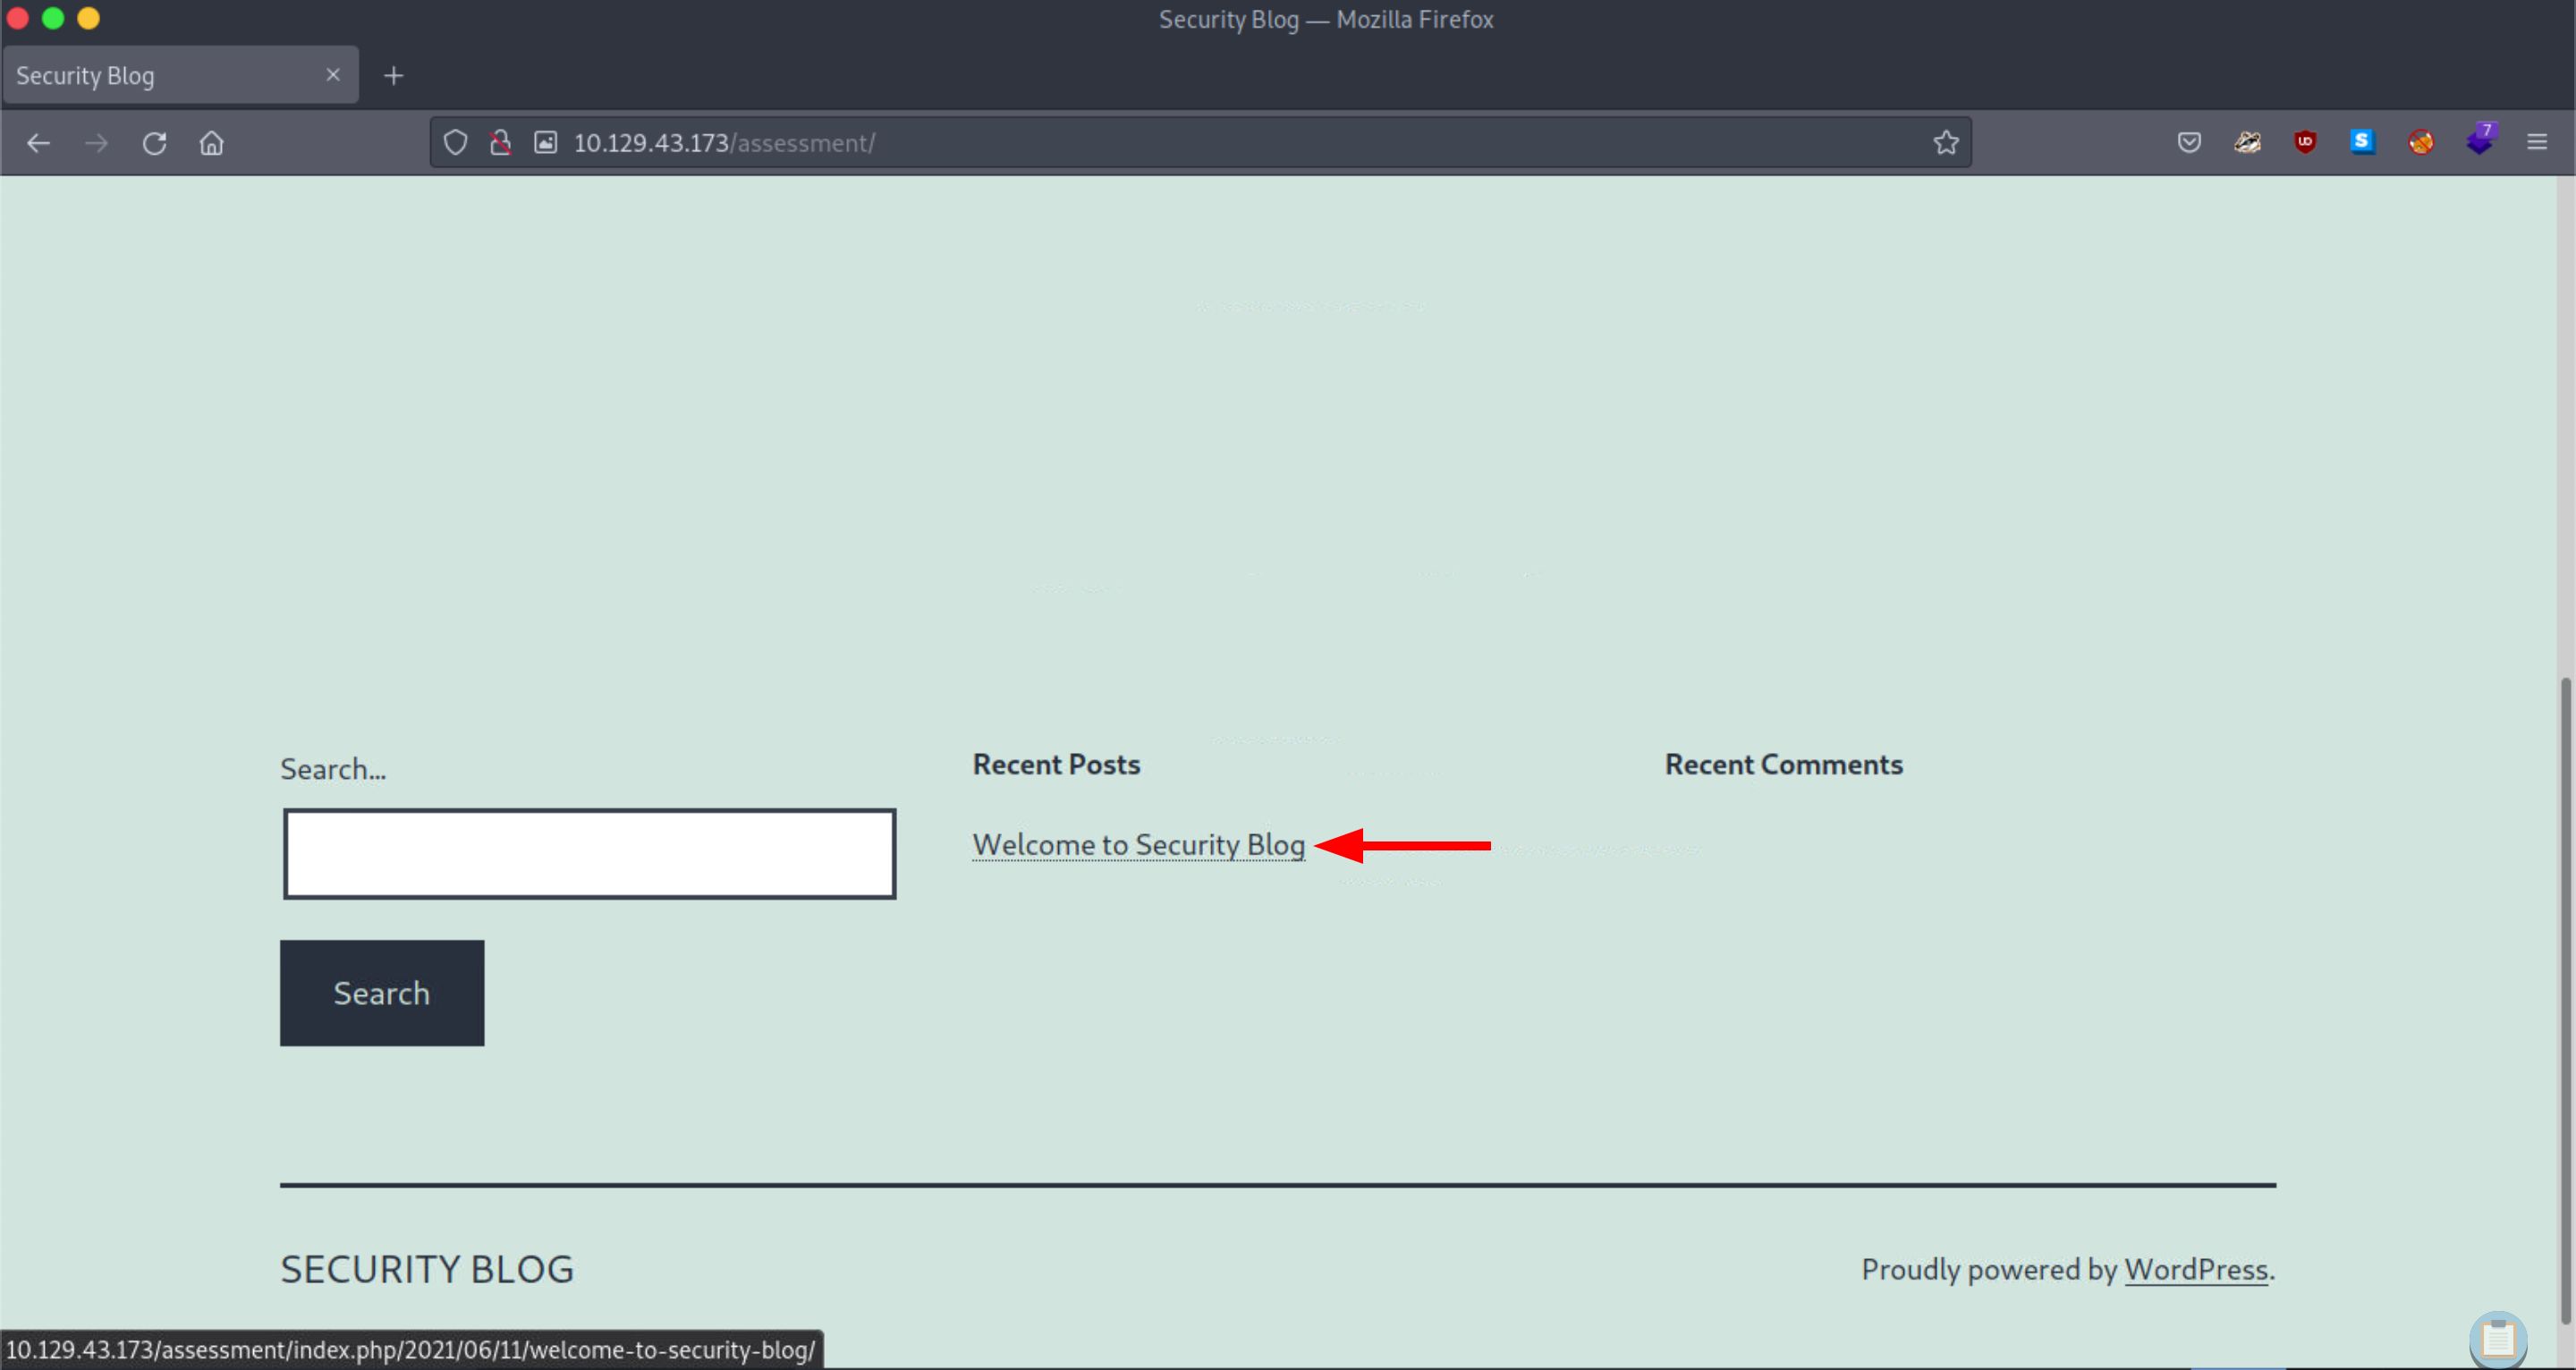 Security Blog — Mozilla Firefox
Security Blog
10.129.43.173/assessment/
7
Search...
Search
Recent Posts
Welcome to Security Blog
Recent Comments
SECURITY BLOG
Proudly powered by WordPress.
10.129.43.173/assessment/index.php/2021/06/11/welcome-to-security-blog/